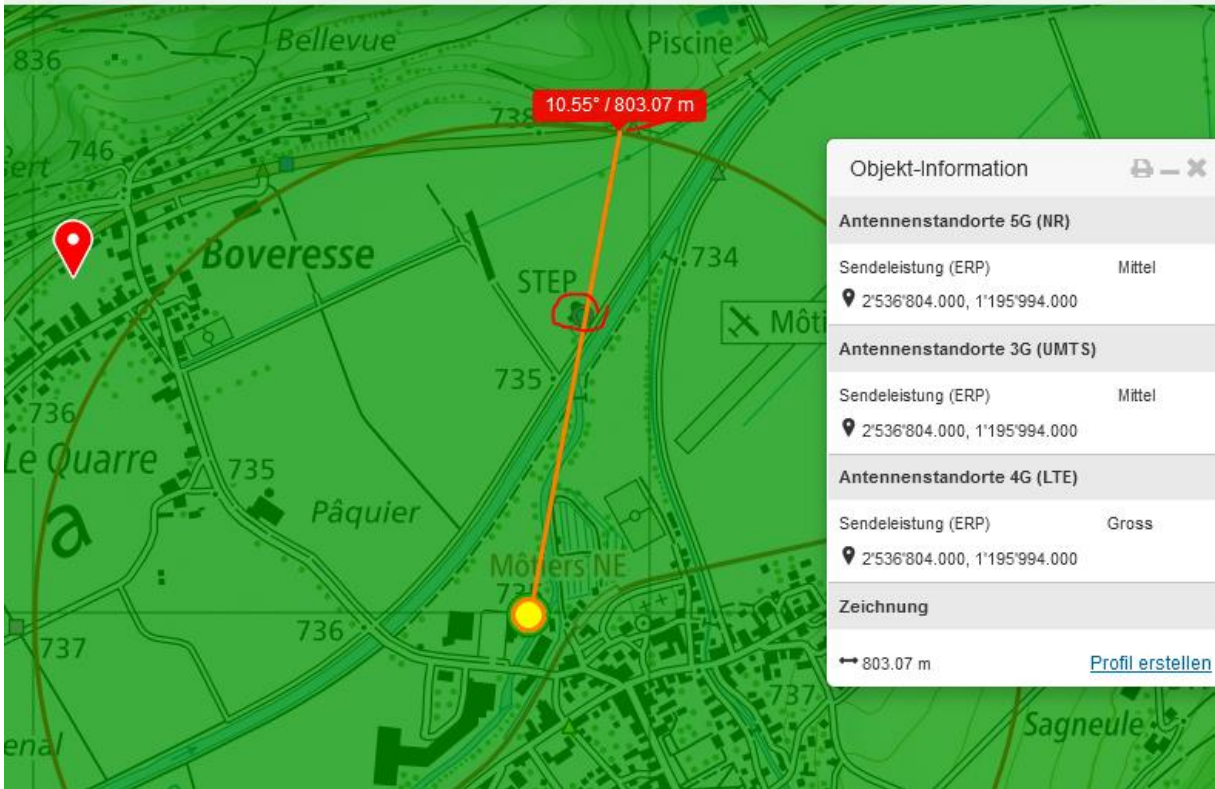 Bellevue
Piscine
836
10.55° / 803.07 m
738
746
Boveresse
734
STEP
Môti
735
736
Le Quarre
735
a
Pâquier
Môtiers NE
736
737
737
Sagneule
enal
Objekt-Information
Antennenstandorte 5G (NR)
Sendeleistung (ERP) Mittel
2'536'804.000, 1'195'994.000
Antennenstandorte 3G (UMTS)
Sendeleistung (ERP) Mittel
2'536'804.000, 1'195'994.000
Antennenstandorte 4G (LTE)
Sendeleistung (ERP) Gross
2'536'804.000, 1'195'994.000
Zeichnung
803.07 m Profil erstellen